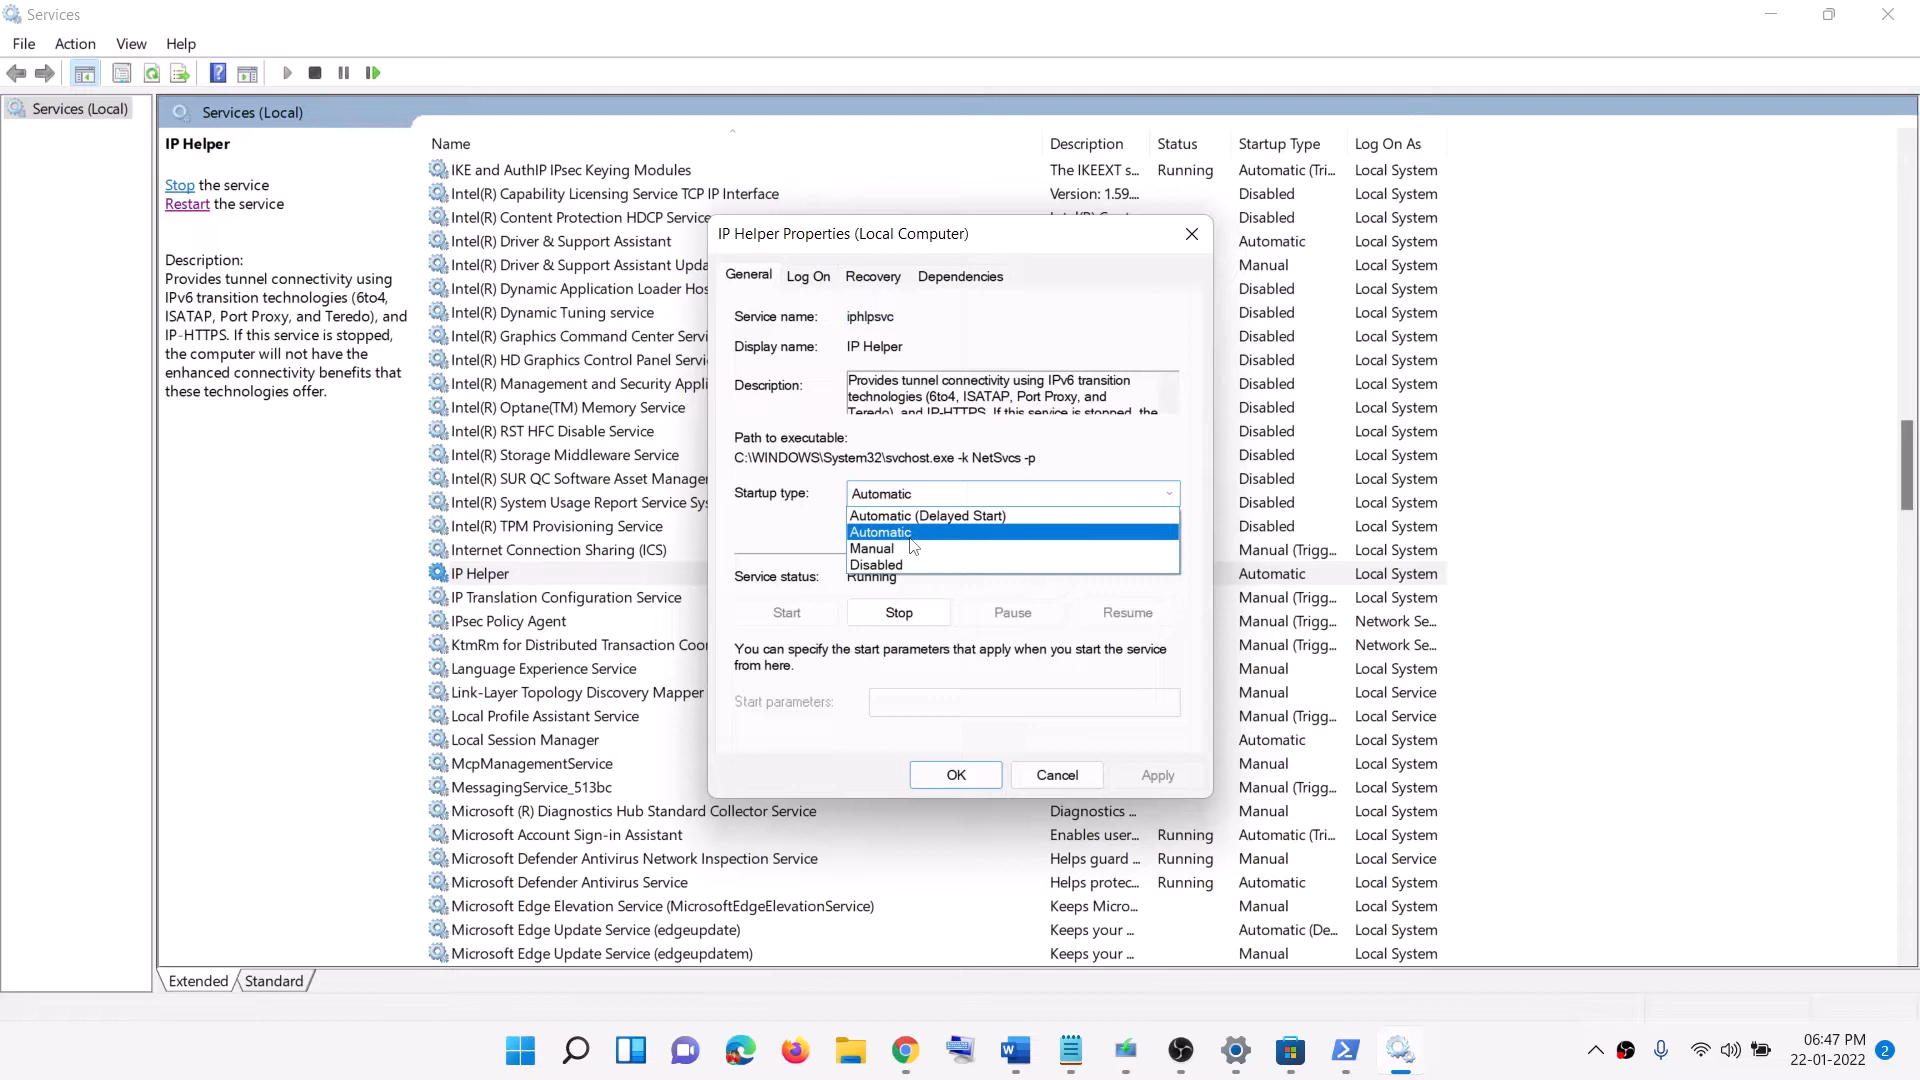 Services
File Action View Help
Services (Local)
Services (Local)
IP Helper
Stop the service
Restart the service
Description:
Provides tunnel connectivity using
IPv6 transition technologies (6to4,
ISATAP, Port Proxy, and Teredo), and
IP-HTTPS. If this service is stopped,
the computer will not have the
enhanced connectivity benefits that
these technologies offer.
Name Description Status Startup Type Log On As
IKE and AuthIP IPsec Keying Modules The IKEEXT s... Running Automatic (Tri... Local System
Intel(R) Capability Licensing Service TCP IP Interface Version: 1.59.... Disabled Local System
Intel(R) Content Protection HDCP Service Disabled Local System
Intel(R) Driver & Support Assistant Automatic Local System
Intel(R) Driver & Support Assistant Upda Manual Local System
Intel(R) Dynamic Application Loader Hos Disabled Local System
Intel(R) Dynamic Tuning service Disabled Local System
Intel(R) Graphics Command Center Servi Disabled Local System
Intel(R) HD Graphics Control Panel Servi Disabled Local System
Intel(R) Management and Security Appli Disabled Local System
Intel(R) Optane(TM) Memory Service Disabled Local System
Intel(R) RST HFC Disable Service Disabled Local System
Intel(R) Storage Middleware Service Disabled Local System
Intel(R) SUR QC Software Asset Manager Disabled Local System
Intel(R) System Usage Report Service Sy Disabled Local System
Intel(R) TPM Provisioning Service Disabled Local System
Internet Connection Sharing (ICS) Manual (Trigg... Local System
IP Helper Automatic Local System
IP Translation Configuration Service Manual (Trigg... Local System
IPsec Policy Agent Manual (Trigg... Network Se...
KtmRm for Distributed Transaction Coor Manual (Trigg... Network Se...
Language Experience Service Manual Local System
Link-Layer Topology Discovery Mapper Manual Local Service
Local Profile Assistant Service Manual (Trigg... Local Service
Local Session Manager Automatic Local System
McpManagementService Manual Local System
MessagingService_513bc Manual (Trigg... Local System
Microsoft (R) Diagnostics Hub Standard Collector Service Diagnostics ... Manual Local System
Microsoft Account Sign-in Assistant Enables user... Running Automatic (Tri... Local System
Microsoft Defender Antivirus Network Inspection Service Helps guard ... Running Manual Local Service
Microsoft Defender Antivirus Service Helps protec... Running Automatic Local System
Microsoft Edge Elevation Service (MicrosoftEdgeElevationService) Keeps Micro... Manual Local System
Microsoft Edge Update Service (edgeupdate) Keeps your ... Automatic (De... Local System
Microsoft Edge Update Service (edgeupdatem) Keeps your ... Manual Local System
IP Helper Properties (Local Computer)
General Log On Recovery Dependencies
Service name: iphlpsvc
Display name: IP Helper
Description: Provides tunnel connectivity using IPv6 transition
technologies (6to4, ISATAP, Port Proxy, and
Teredo), and IP-HTTPS. If this service is stopped, the
Path to executable:
C:\WINDOWS\System32\svchost.exe -k NetSvcs -p
Startup type: Automatic
Automatic (Delayed Start)
Automatic
Manual
Disabled
Service status: Running
Start Stop Pause Resume
You can specify the start parameters that apply when you start the service
from here.
Start parameters:
OK Cancel Apply
Extended Standard
06:47 PM
22-01-2022
2